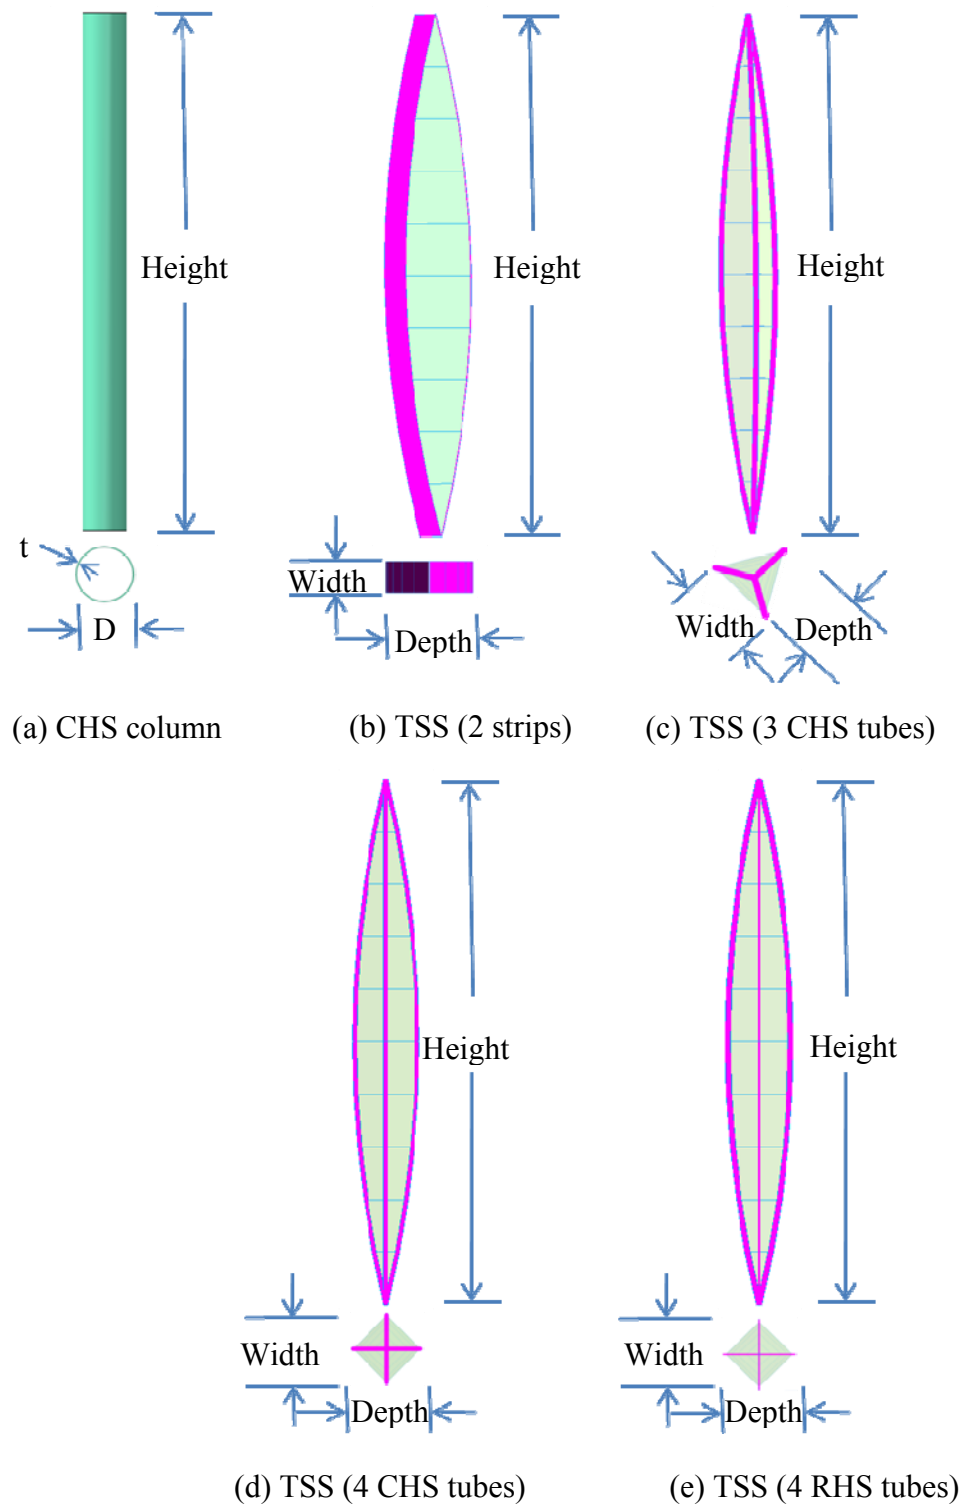 Height
Height
Height
t
D
Width
Depth
Width
Depth
(a) CHS column
(b) TSS (2 strips)
(c) TSS (3 CHS tubes)
Height
Height
Width
Depth
Width
Depth
(d) TSS (4 CHS tubes)
(e) TSS (4 RHS tubes)